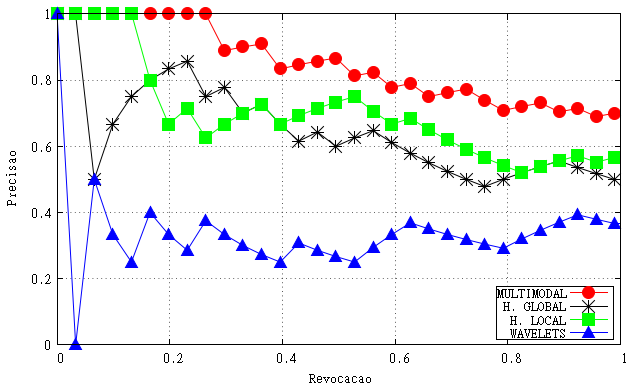 1
0.8
0.6
0.4
0.2
0
Precisao
MULTIMODAL
H. GLOBAL
H. LOCAL
WAVELETS
0 0.2 0.4 0.6 0.8 1
Revocacao